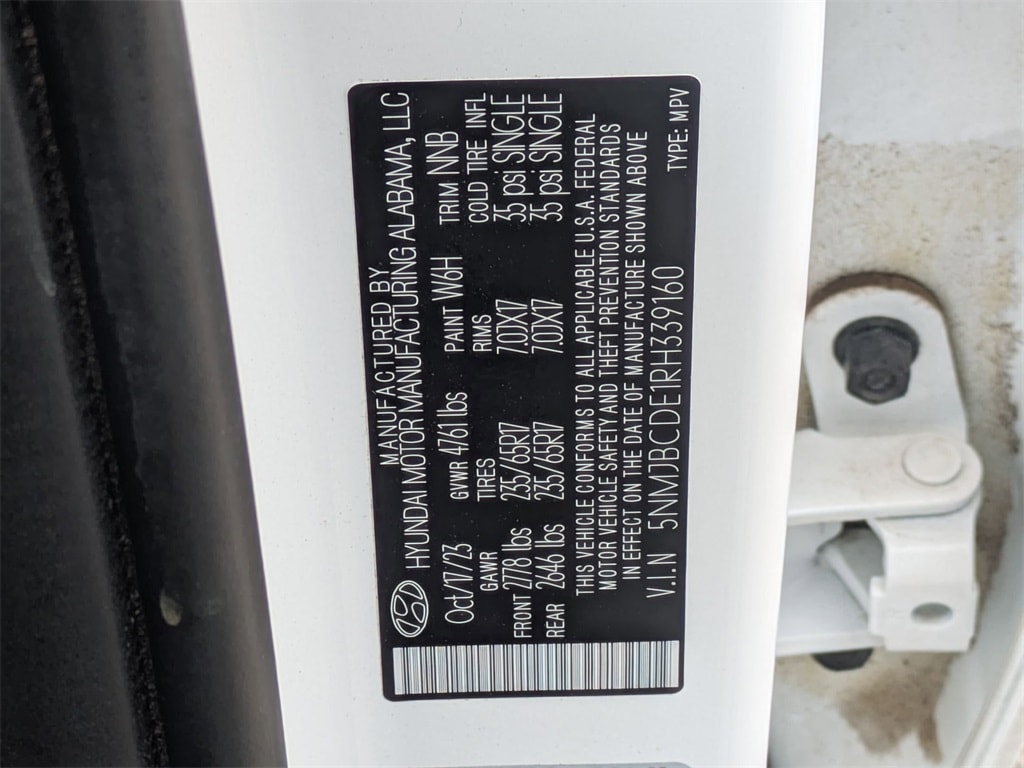 MANUFACTURED BY
HYUNDAI MOTOR MANUFACTURING ALABAMA, LLC
Oct/17/23 GVWR 4761 lbs PAINT W6H TRIM NNB
GAWR TIRES RIMS COLD TIRE INFL
FRONT 2778 lbs 235/65R17 7.0JX17 35 psi SINGLE
REAR 2646 lbs 235/65R17 7.0JX17 35 psi SINGLE
THIS VEHICLE CONFORMS TO ALL APPLICABLE U.S.A. FEDERAL
MOTOR VEHICLE SAFETY AND THEFT PREVENTION STANDARDS
IN EFFECT ON THE DATE OF MANUFACTURE SHOWN ABOVE
V.I.N 5NMJBCDE1RH339160
TYPE: MPV